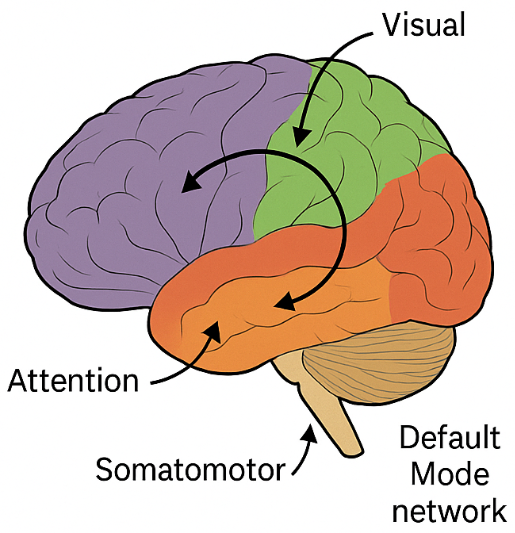 Visual
Attention
Somatomotor
Default
Mode
network